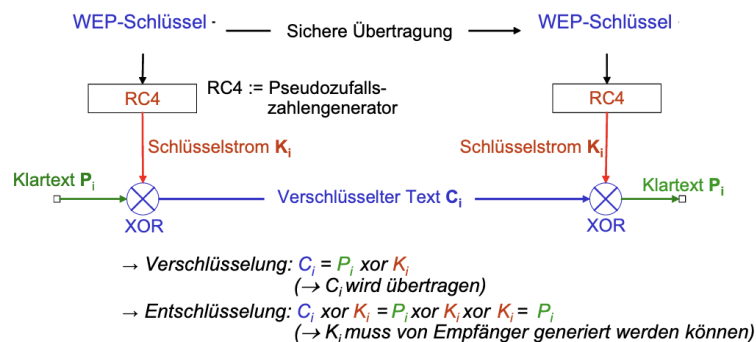 WEP-Schlüssel
Sichere Übertragung
WEP-Schlüssel
RC4
RC4 := Pseudozufalls-
zahlengenerator
RC4
Schlüsselstrom Ki
Schlüsselstrom Ki
Klartext Pi
Verschlüsselter Text Ci
Klartext Pi
XOR
XOR
→ Verschlüsselung: Ci = Pi xor Ki
(→ Ci wird übertragen)
→ Entschlüsselung: Ci xor Ki = Pi xor Ki xor Ki = Pi
(→ Ki muss von Empfänger generiert werden können)